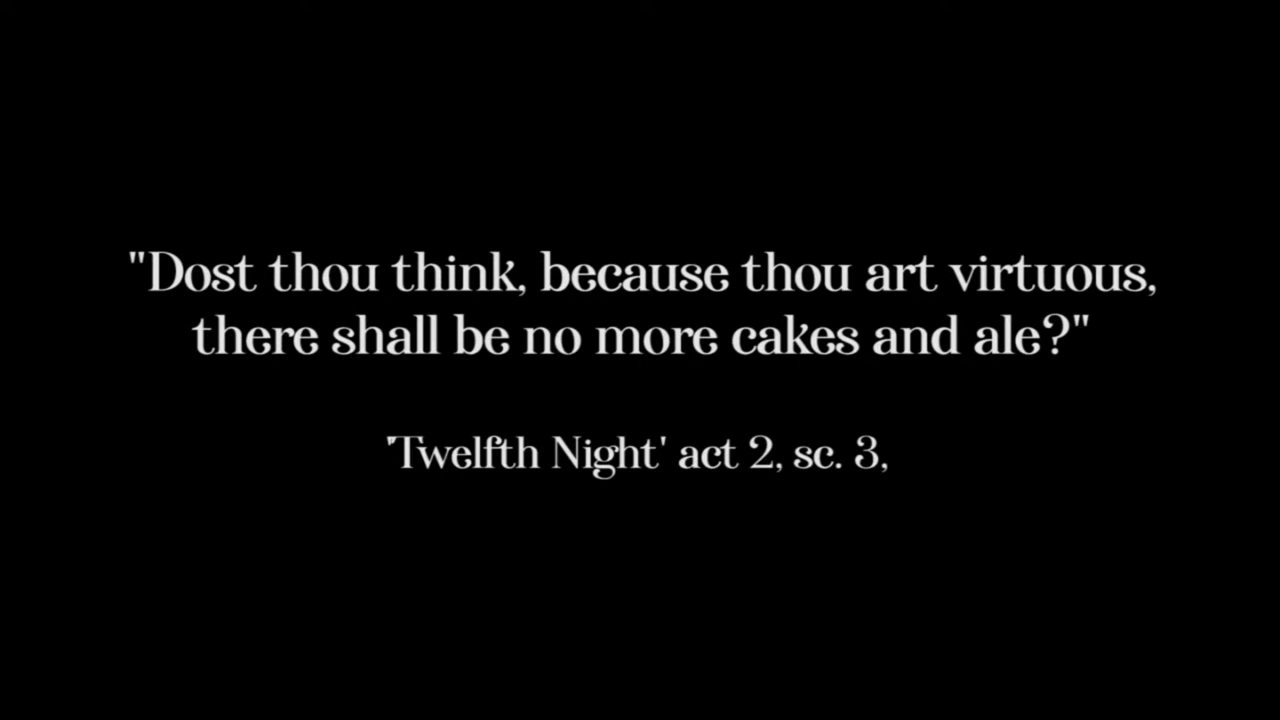 "Dost thou think, because thou art virtuous,
there shall be no more cakes and ale?"
'Twelfth Night' act 2, sc. 3,